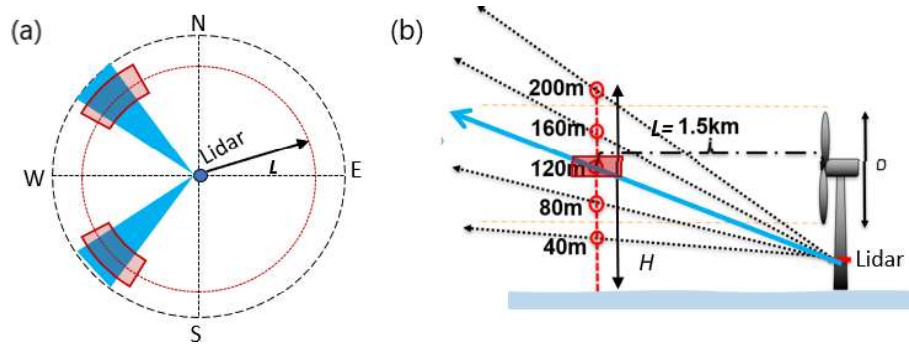 (a)
N
Lidar
L
W
E
S
(b)
200m
160m
L= 1.5km
120m
D
80m
40m
H
Lidar